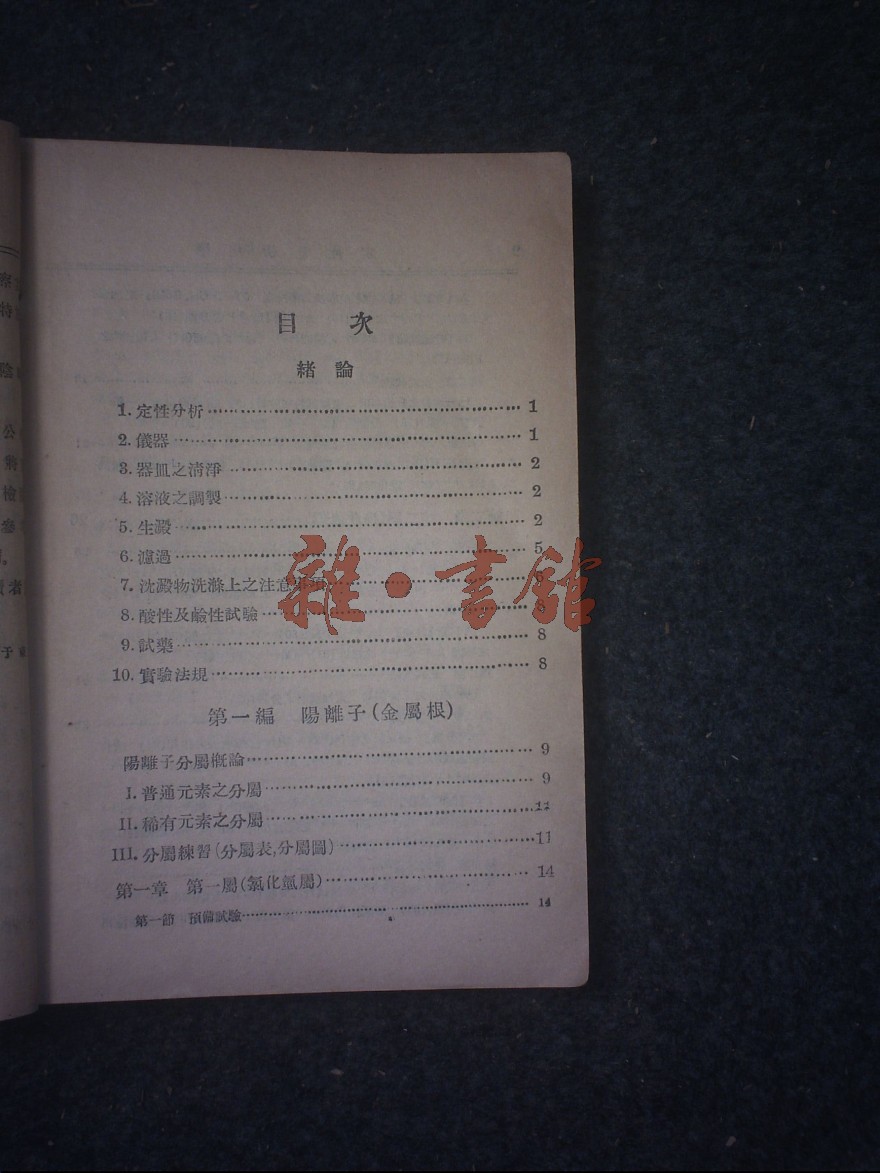 目 次
緒 論
1. 定性分析 1
2. 儀器 1
3. 器皿之清淨 2
4. 溶液之調製 2
5. 生澱 2
6. 濾過 5
7. 沈澱物洗滌上之注意事項
8. 酸性及鹼性試驗 8
9. 試藥 8
10. 實驗法規 8
第一編 陽離子(金屬根)
陽離子分屬概論 9
I. 普通元素之分屬 9
II. 稀有元素之分屬
III. 分屬練習(分屬表,分屬圖) 11
第一章 第一屬(氯化氫屬) 14
第一節 預備試驗 14
雜·書館